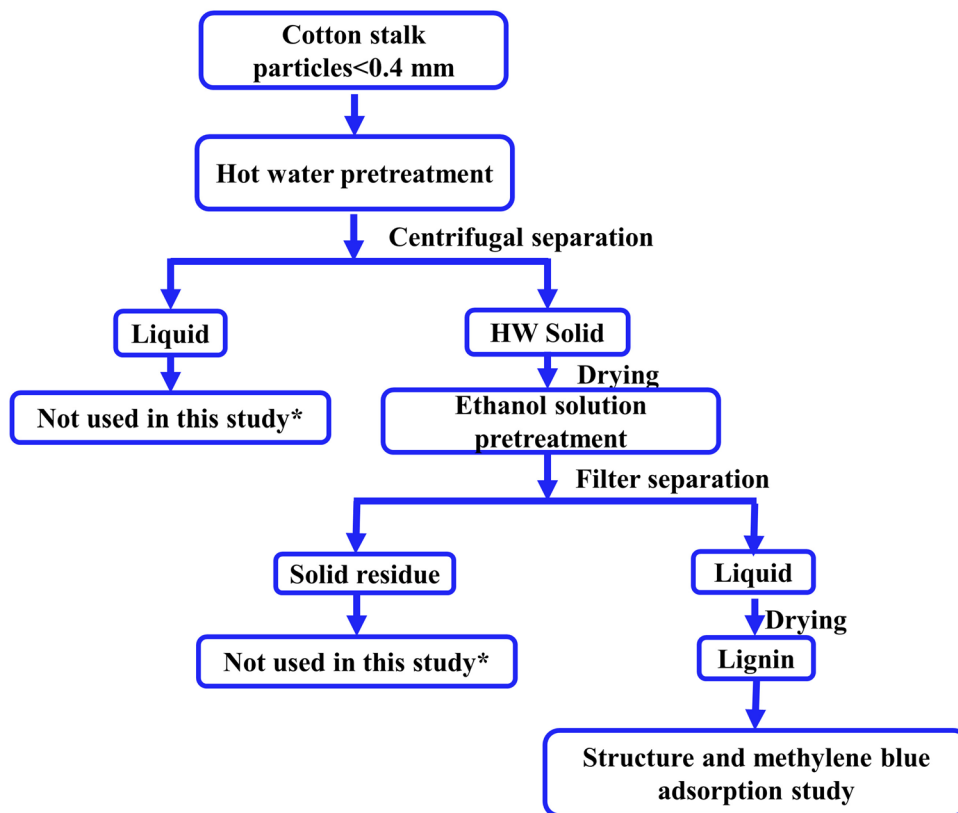 Cotton stalk
particles<0.4 mm
Hot water pretreatment
Centrifugal separation
Liquid
HW Solid
Drying
Not used in this study*
Ethanol solution
pretreatment
Filter separation
Solid residue
Liquid
Drying
Not used in this study*
Lignin
Structure and methylene blue
adsorption study